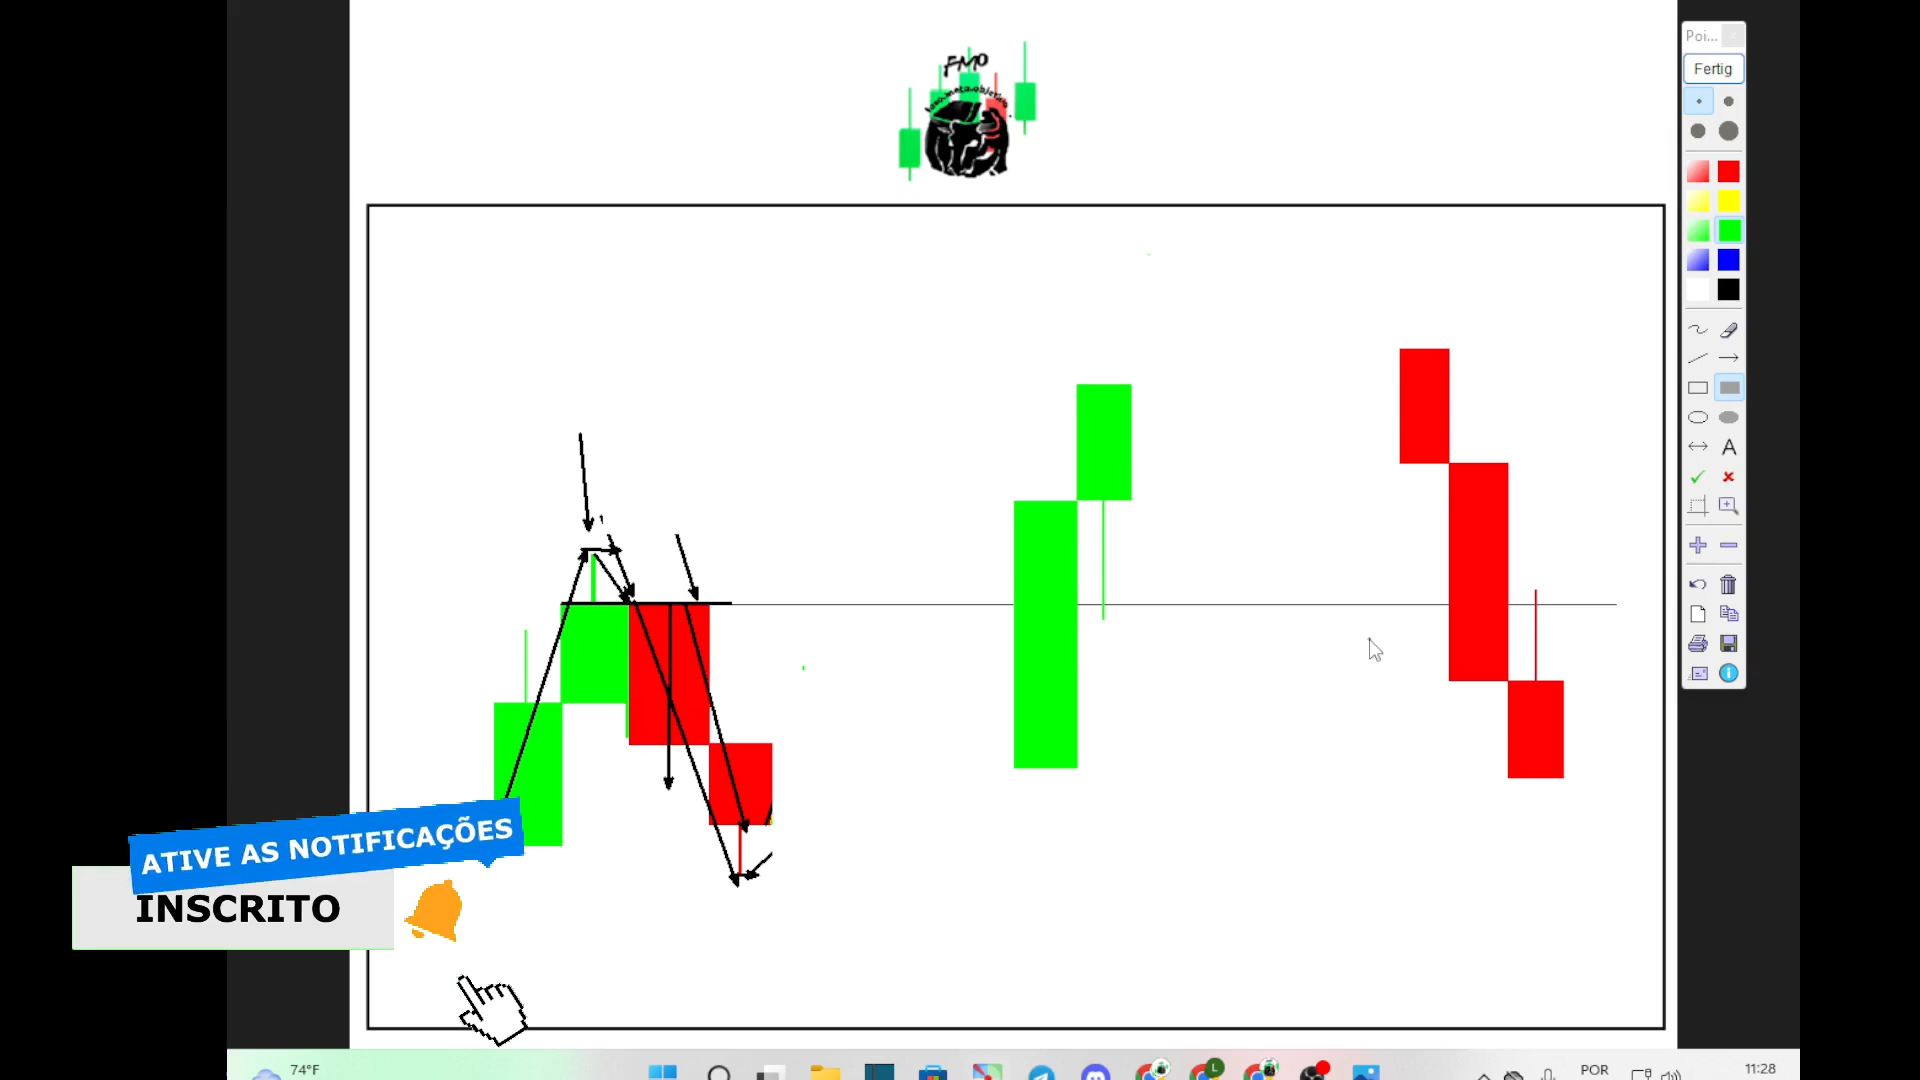 FMO
Poi...
Fertig
A
ATIVE AS NOTIFICAÇÕES
INSCRITO
74°F
L
POR
11:28